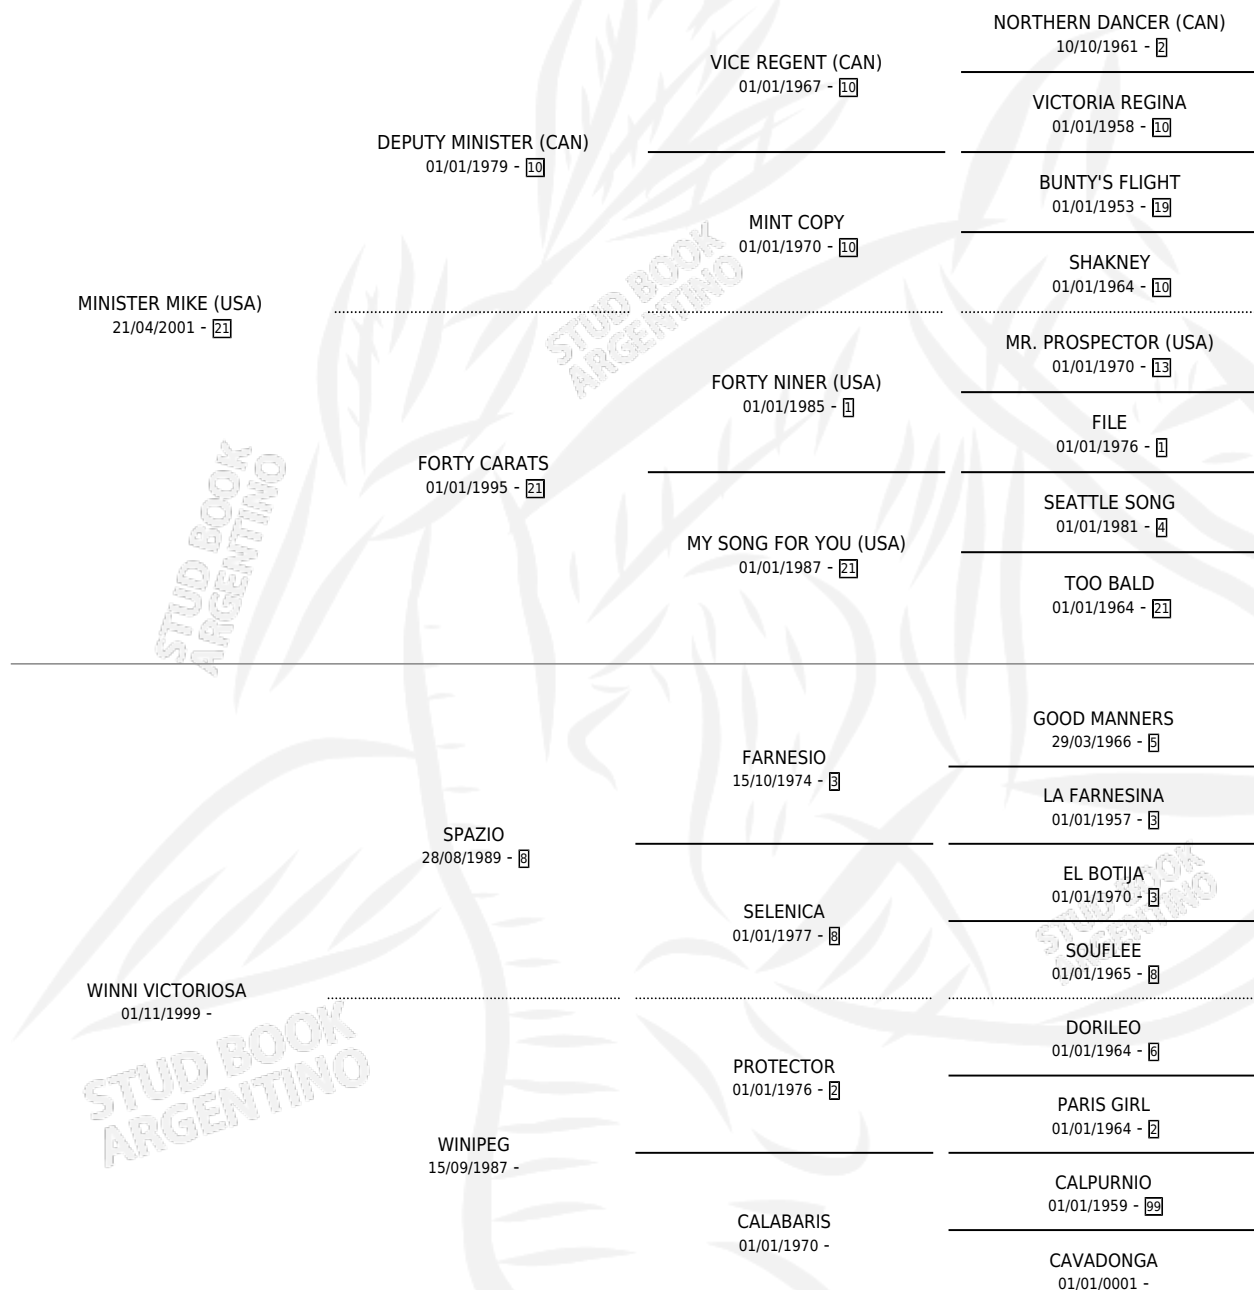 NORTHERN DANCER (CAN)
10/10/1961 - 2
VICE REGENT (CAN)
01/01/1967 - 10
VICTORIA REGINA
01/01/1958 - 10
DEPUTY MINISTER (CAN)
01/01/1979 - 10
BUNTY'S FLIGHT
01/01/1953 - 19
MINT COPY
01/01/1970 - 10
SHAKNEY
01/01/1964 - 10
MINISTER MIKE (USA)
21/04/2001 - 21
STUD BOOK
ARGENTINO
MR. PROSPECTOR (USA)
01/01/1970 - 13
FORTY NINER (USA)
01/01/1985 - 1
FILE
01/01/1976 - 1
FORTY CARATS
01/01/1995 - 21
SEATTLE SONG
01/01/1981 - 4
MY SONG FOR YOU (USA)
01/01/1987 - 21
TOO BALD
01/01/1964 - 21
STUD BOOK
ARGENTINO
GOOD MANNERS
29/03/1966 - 5
FARNESIO
15/10/1974 - 3
LA FARNESINA
01/01/1957 - 3
SPAZIO
28/08/1989 - 8
EL BOTIJA
01/01/1970 - 3
SELENICA
01/01/1977 - 8
STUD BOOK
ARGENTINO
SOUFLEE
01/01/1965 - 8
WINNI VICTORIOSA
01/11/1999 -
DORILEO
01/01/1964 - 6
PROTECTOR
01/01/1976 - 2
STUD BOOK
ARGENTINO
PARIS GIRL
01/01/1964 - 2
WINIPEG
15/09/1987 -
CALPURNIO
01/01/1959 - 99
CALABARIS
01/01/1970 -
CAVADONGA
01/01/0001 -